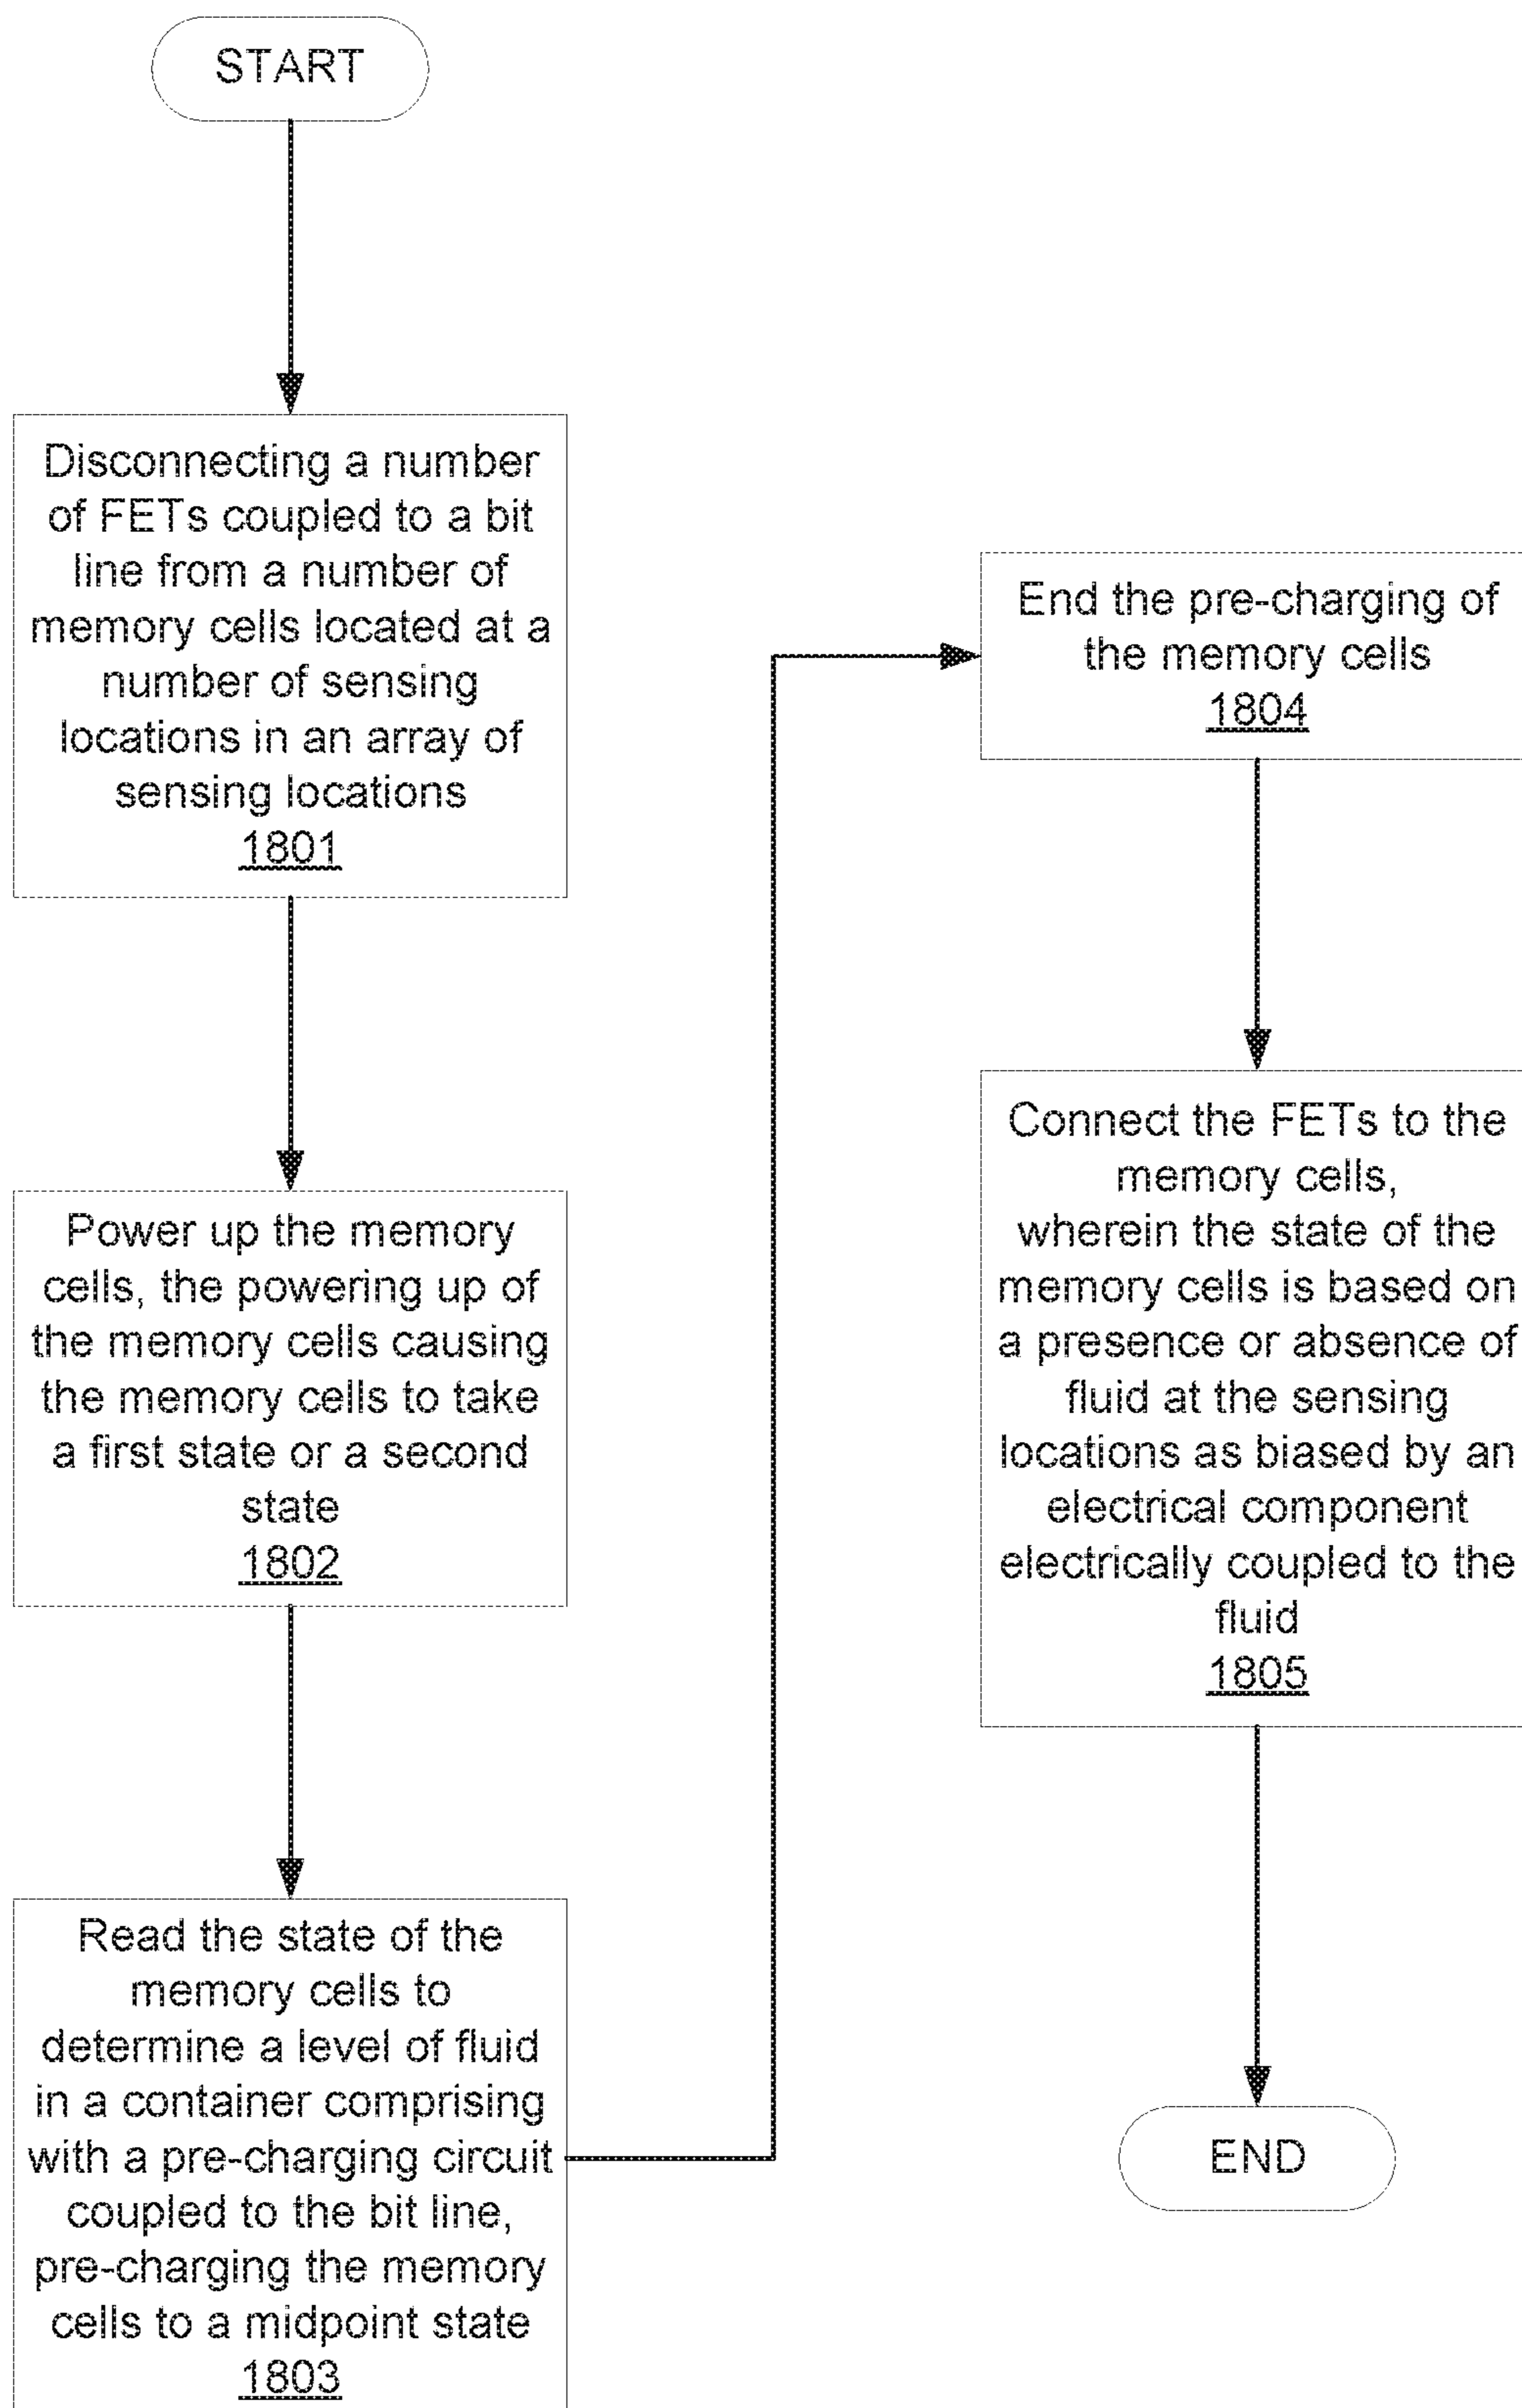 START
Disconnecting a number
of FETs coupled to a bit
line from a number of
memory cells located at a
number of sensing
locations in an array of
sensing locations
1801
Power up the memory
cells, the powering up of
the memory cells causing
the memory cells to take
a first state or a second
state
1802
Read the state of the
memory cells to
determine a level of fluid
in a container comprising
with a pre-charging circuit
coupled to the bit line,
pre-charging the memory
cells to a midpoint state
1803
End the pre-charging of
the memory cells
1804
Connect the FETs to the
memory cells,
wherein the state of the
memory cells is based on
a presence or absence of
fluid at the sensing
locations as biased by an
electrical component
electrically coupled to the
fluid
1805
END